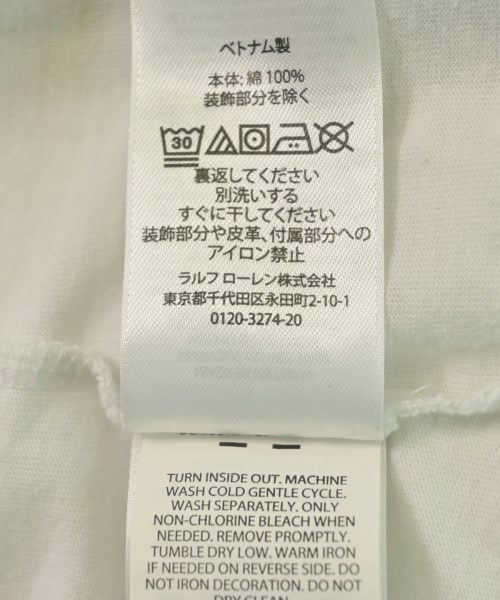 ベトナム製
本体: 綿 100%
装飾部分を除く
30
裏返してください
別洗いする
すぐに干してください
装飾部分や皮革、付属部分への
アイロン禁止
ラルフ ローレン株式会社
東京都千代田区永田町2-10-1
0120-3274-20
TURN INSIDE OUT. MACHINE
WASH COLD GENTLE CYCLE.
WASH SEPARATELY. ONLY
NON-CHLORINE BLEACH WHEN
NEEDED. REMOVE PROMPTLY.
TUMBLE DRY LOW. WARM IRON
IF NEEDED ON REVERSE SIDE. DO
NOT IRON DECORATION. DO NOT
DRY CLEAN